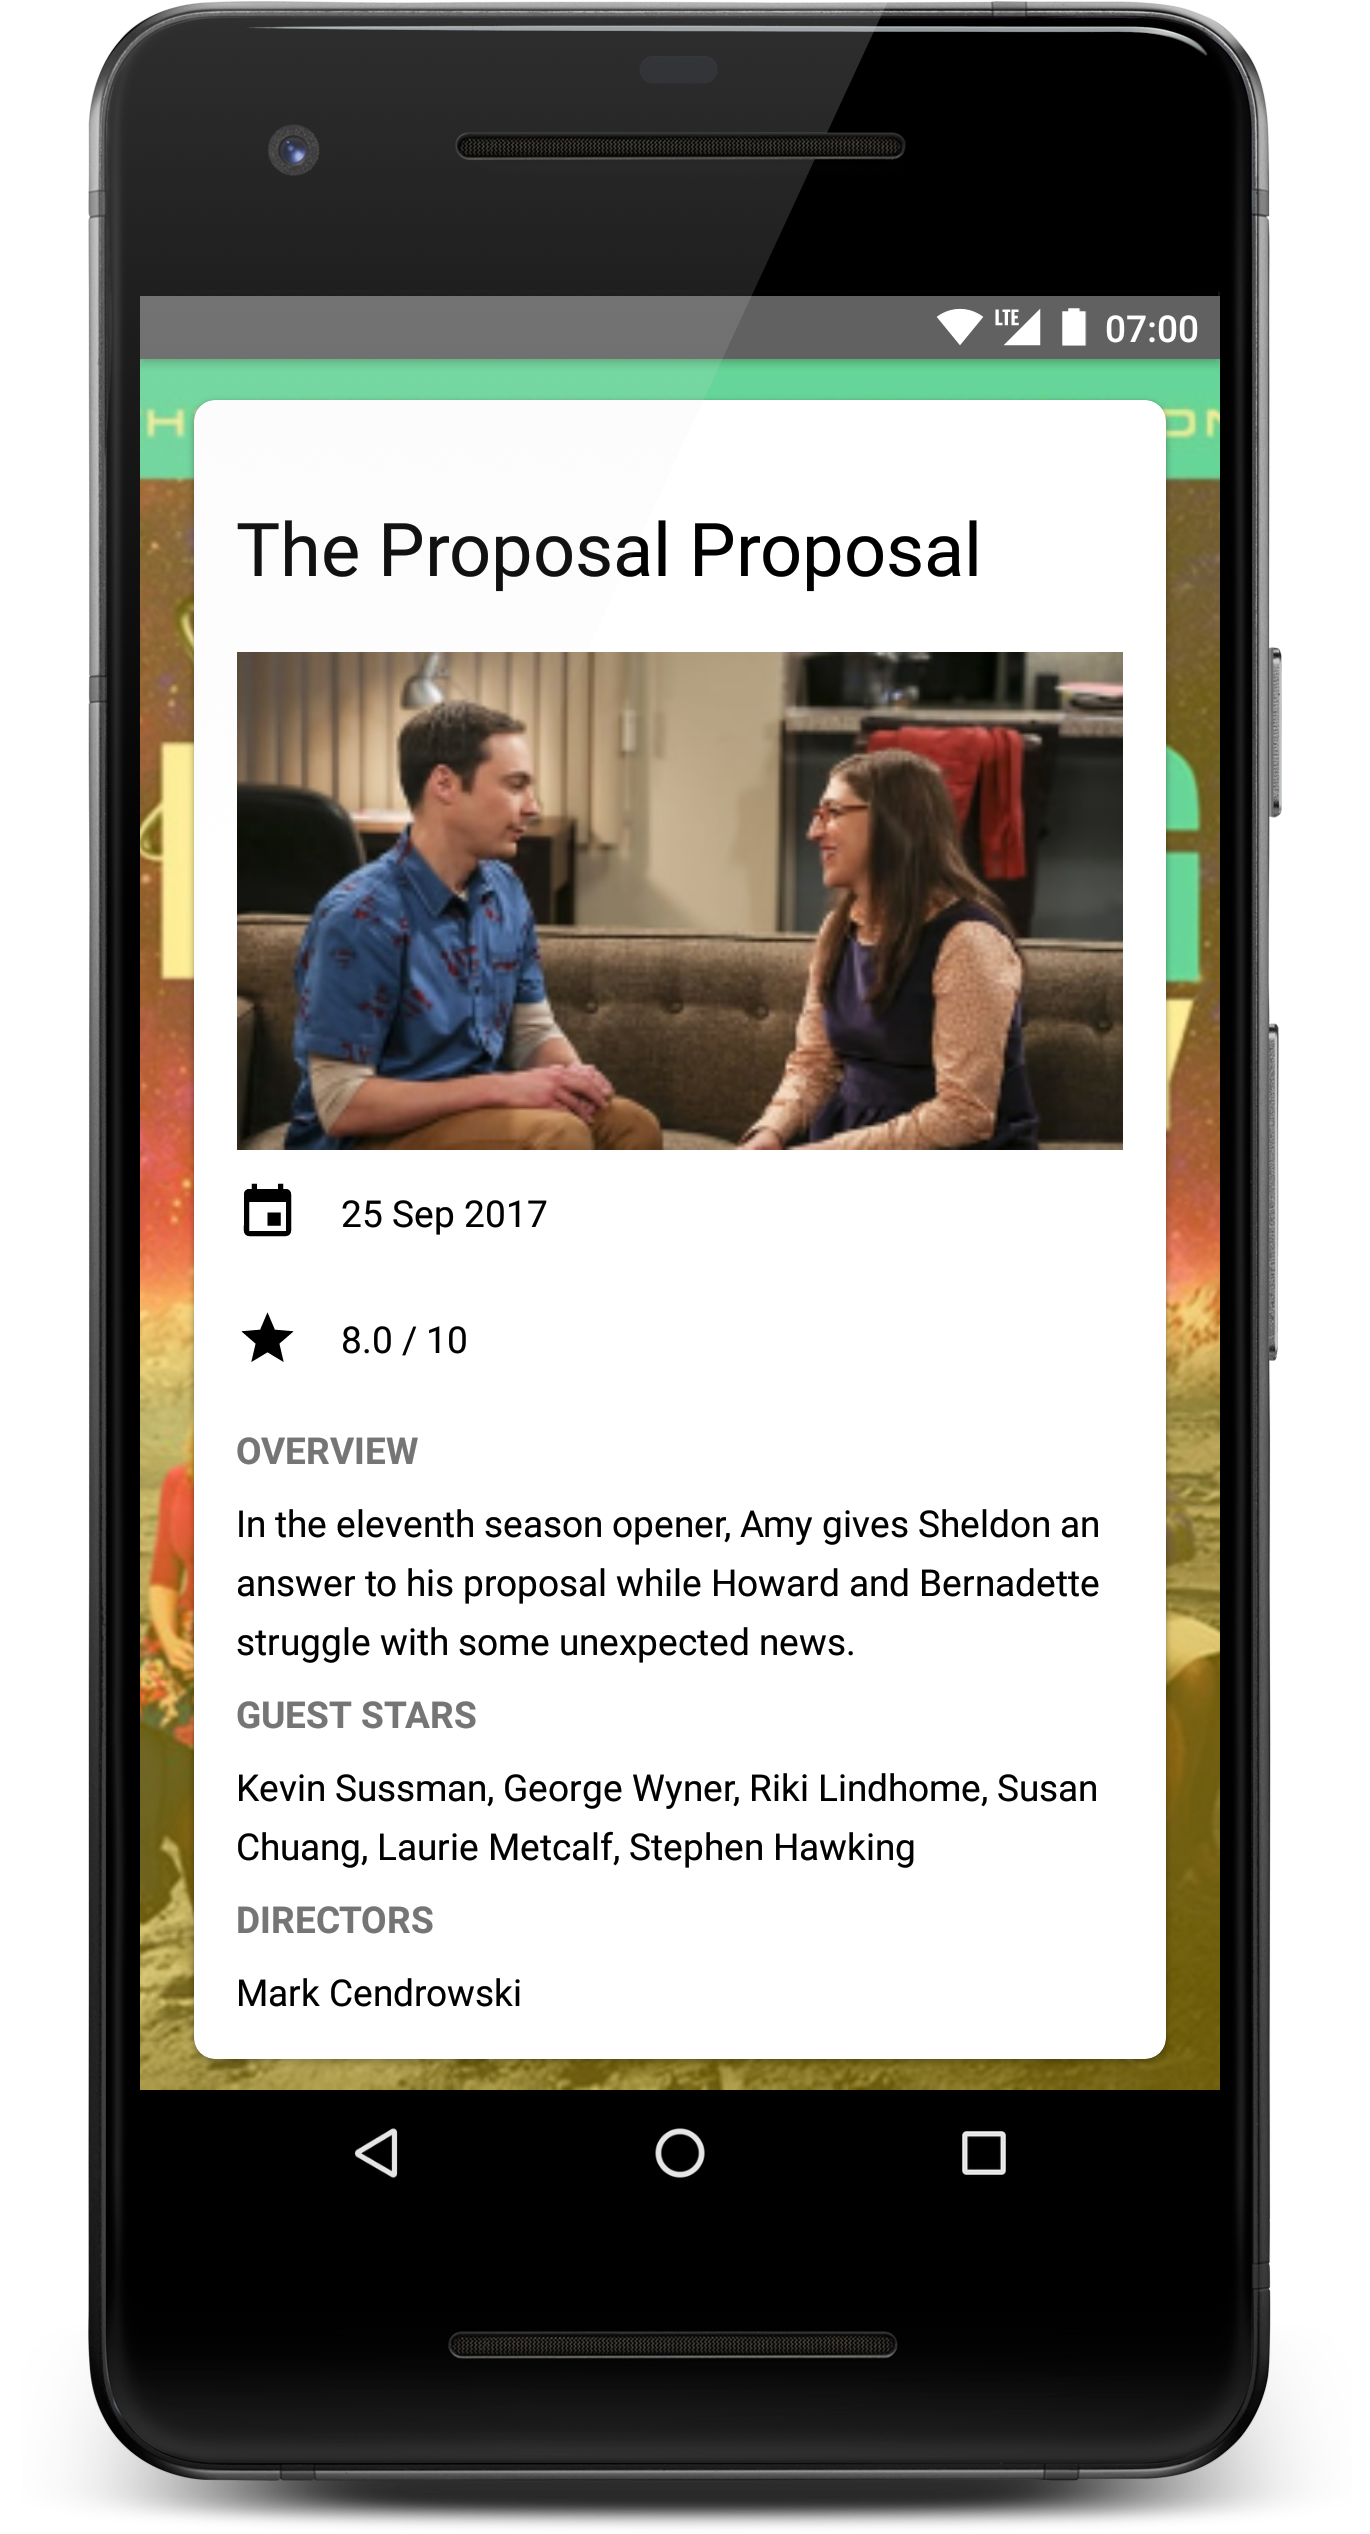 LTE 07:00
The Proposal Proposal
25 Sep 2017
8.0 / 10
OVERVIEW
In the eleventh season opener, Amy gives Sheldon an
answer to his proposal while Howard and Bernadette
struggle with some unexpected news.
GUEST STARS
Kevin Sussman, George Wyner, Riki Lindhome, Susan
Chuang, Laurie Metcalf, Stephen Hawking
DIRECTORS
Mark Cendrowski